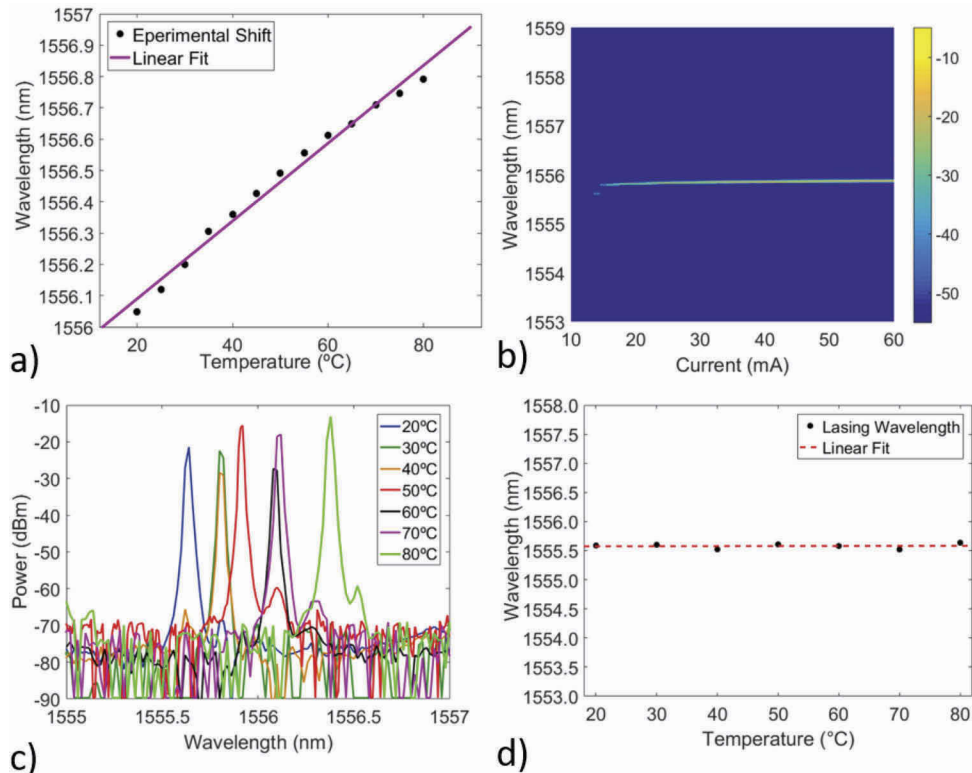 1557
1556.9
1556.8
1556.7
1556.6
1556.5
1556.4
1556.3
1556.2
1556.1
1556
Wavelength (nm)
Eperimental Shift
Linear Fit
20
40
60
80
Temperature (ºC)
a)
1559
1558
1557
1556
1555
1554
1553
Wavelength (nm)
10
20
30
40
50
60
Current (mA)
-10
-20
-30
-40
-50
b)
-10
-20
-30
-40
-50
-60
-70
-80
-90
Power (dBm)
20ºC
30ºC
40ºC
50ºC
60ºC
70ºC
80ºC
1555
1555.5
1556
1556.5
1557
Wavelength (nm)
c)
1558.0
1557.5
1557.0
1556.5
1556.0
1555.5
1555.0
1554.5
1554.0
1553.5
1553.0
Wavelength (nm)
Lasing Wavelength
Linear Fit
20
30
40
50
60
70
80
Temperature (°C)
d)